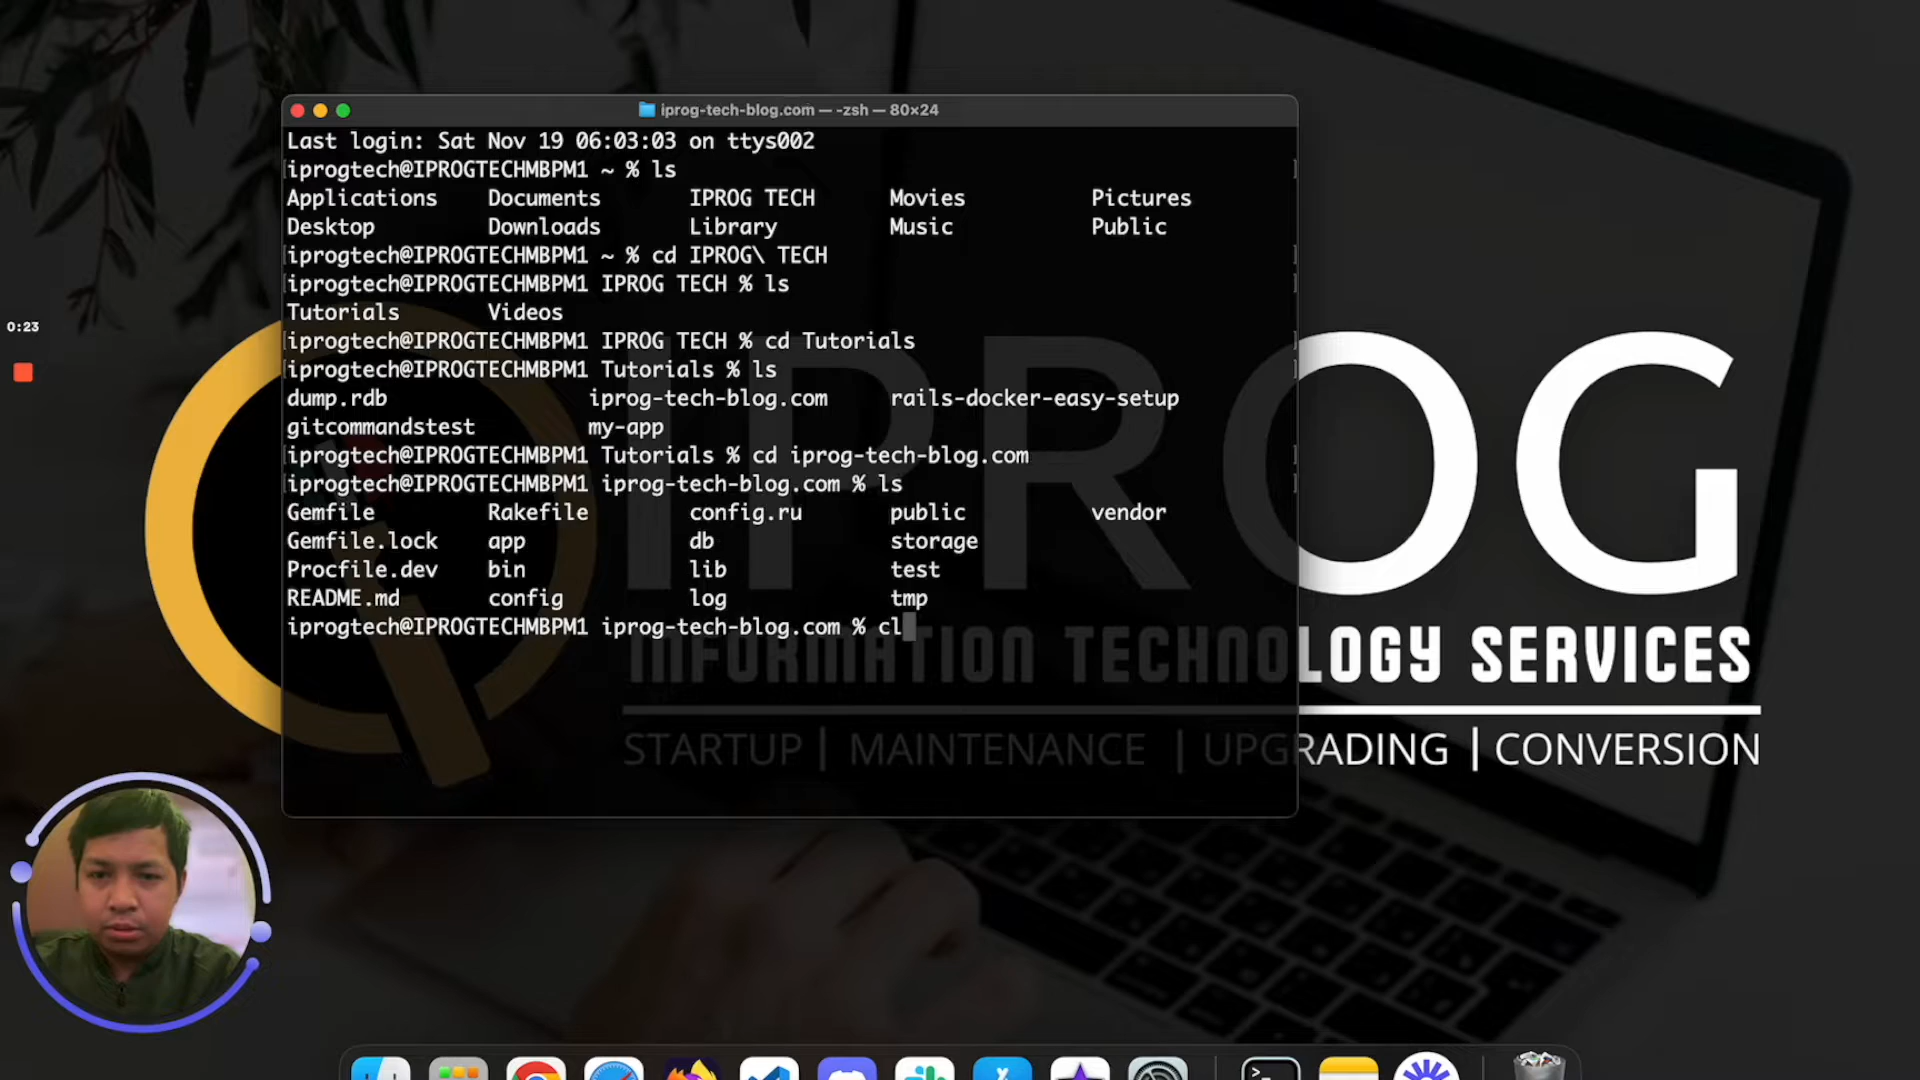 iprog-tech-blog.com — -zsh — 80×24
Last login: Sat Nov 19 06:03:03 on ttys002
iprogtech@IPROGTECHMBPM1 ~ % ls
Applications Documents IPROG TECH Movies Pictures
Desktop Downloads Library Music Public
iprogtech@IPROGTECHMBPM1 ~ % cd IPROG\ TECH
iprogtech@IPROGTECHMBPM1 IPROG TECH % ls
Tutorials Videos
iprogtech@IPROGTECHMBPM1 IPROG TECH % cd Tutorials
iprogtech@IPROGTECHMBPM1 Tutorials % ls
dump.rdb iprog-tech-blog.com rails-docker-easy-setup
gitcommandstest my-app
iprogtech@IPROGTECHMBPM1 Tutorials % cd iprog-tech-blog.com
iprogtech@IPROGTECHMBPM1 iprog-tech-blog.com % ls
Gemfile Rakefile config.ru public vendor
Gemfile.lock app db storage
Procfile.dev bin lib test
README.md config log tmp
iprogtech@IPROGTECHMBPM1 iprog-tech-blog.com % cl
0:23
IPROG
INFORMATION TECHNOLOGY SERVICES
STARTUP | MAINTENANCE | UPGRADING | CONVERSION